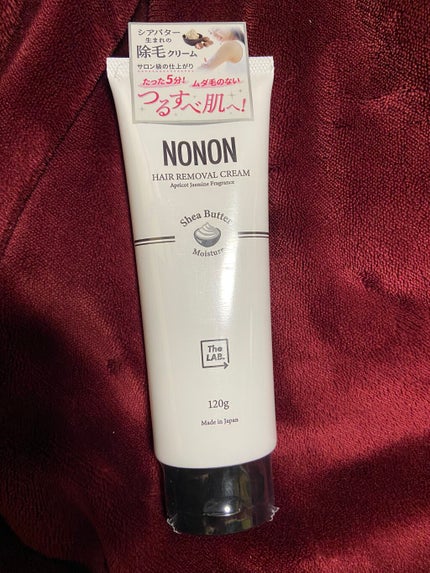 シアバター
生まれの
除毛クリーム
サロン級の仕上がり
たった5分! ムダ毛のない
つるすべ肌へ!
NONON
HAIR REMOVAL CREAM
Apricot Jasmine Fragrance
Shea Butter
Moisture
The
LAB.
120g
Made in Japan